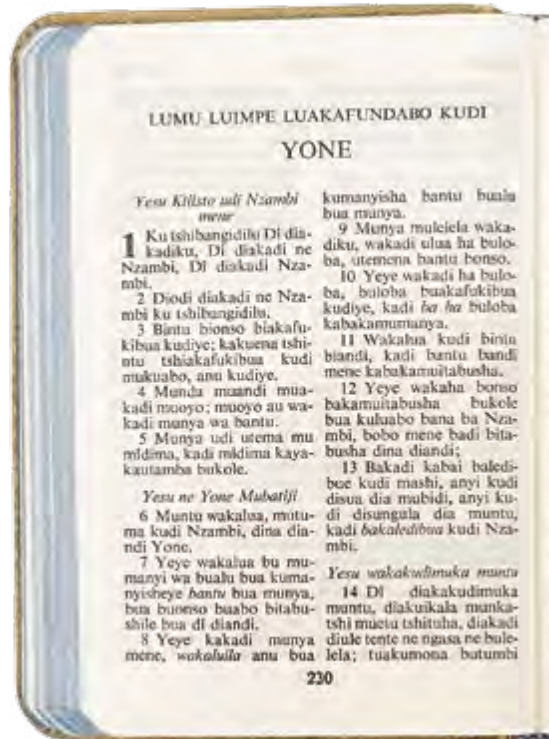 LUMU LUIMPE LUAKAFUNDABO KUDI
YONE
Yesu Kilisto udi Nzambi
mene
1 Ku tshibangidilu Di dia-
kadiku, Di diakadi ne
Nzambi, Di diakadi Nza-
mbi.
2 Diodi diakadi ne Nza-
mbi ku tshibangidilu.
3 Bintu bionso biakafu-
kibua kudiye; kakuena tshi-
ntu tshiakafukibua kudi
mukuabo, anu kudiye.
4 Munda muandi mua-
kadi muoyo; muoyo au wa-
kadi munya wa bantu.
5 Munya udi utema mu
midima, kadi midima kaya-
kautamba bukole.
Yesu ne Yone Mubatiji
6 Muntu wakalua, mutu-
ma kudi Nzambi, dina dia-
ndi Yone.
7 Yeye wakalua bu mu-
manyi wa bualu bua kuma-
nyisheye bantu bua munya,
bua buonso buabo bitabu-
shile bua di diandi.
8 Yeye kakadi munya
mene, wakaluila anu bua
kumanyisha bantu bualu
bua munya.
9 Munya mulelela waka-
diku, wakadi ulua ha bulo-
ba, utemena bantu bonso.
10 Yeye wakadi ha bulo-
ba, buloba buakafukibua
kudiye, kadi ba ha buloba
kabakamumanya.
11 Wakalua kudi bintu
biandi, kadi bantu bandi
mene kabakamuitabusha.
12 Yeye wakaha bonso
bakamuitabusha bukole
bua kuluabo bana ba Nza-
mbi, bobo mene badi bita-
busha dina diandi;
13 Bakadi kabai baledi-
bue kudi mashi, anyi kudi
disua dia mubidi, anyi ku-
di disungula dia muntu,
kadi bakaledibua kudi Nza-
mbi.
Yesu wakakudimuka muntu
14 DI diakakudimuka
muntu, diakuikala munka-
tshi muetu tshituha, diakadi
diule tente ne ngasa ne bule-
lela; tuakumona butumbi
230